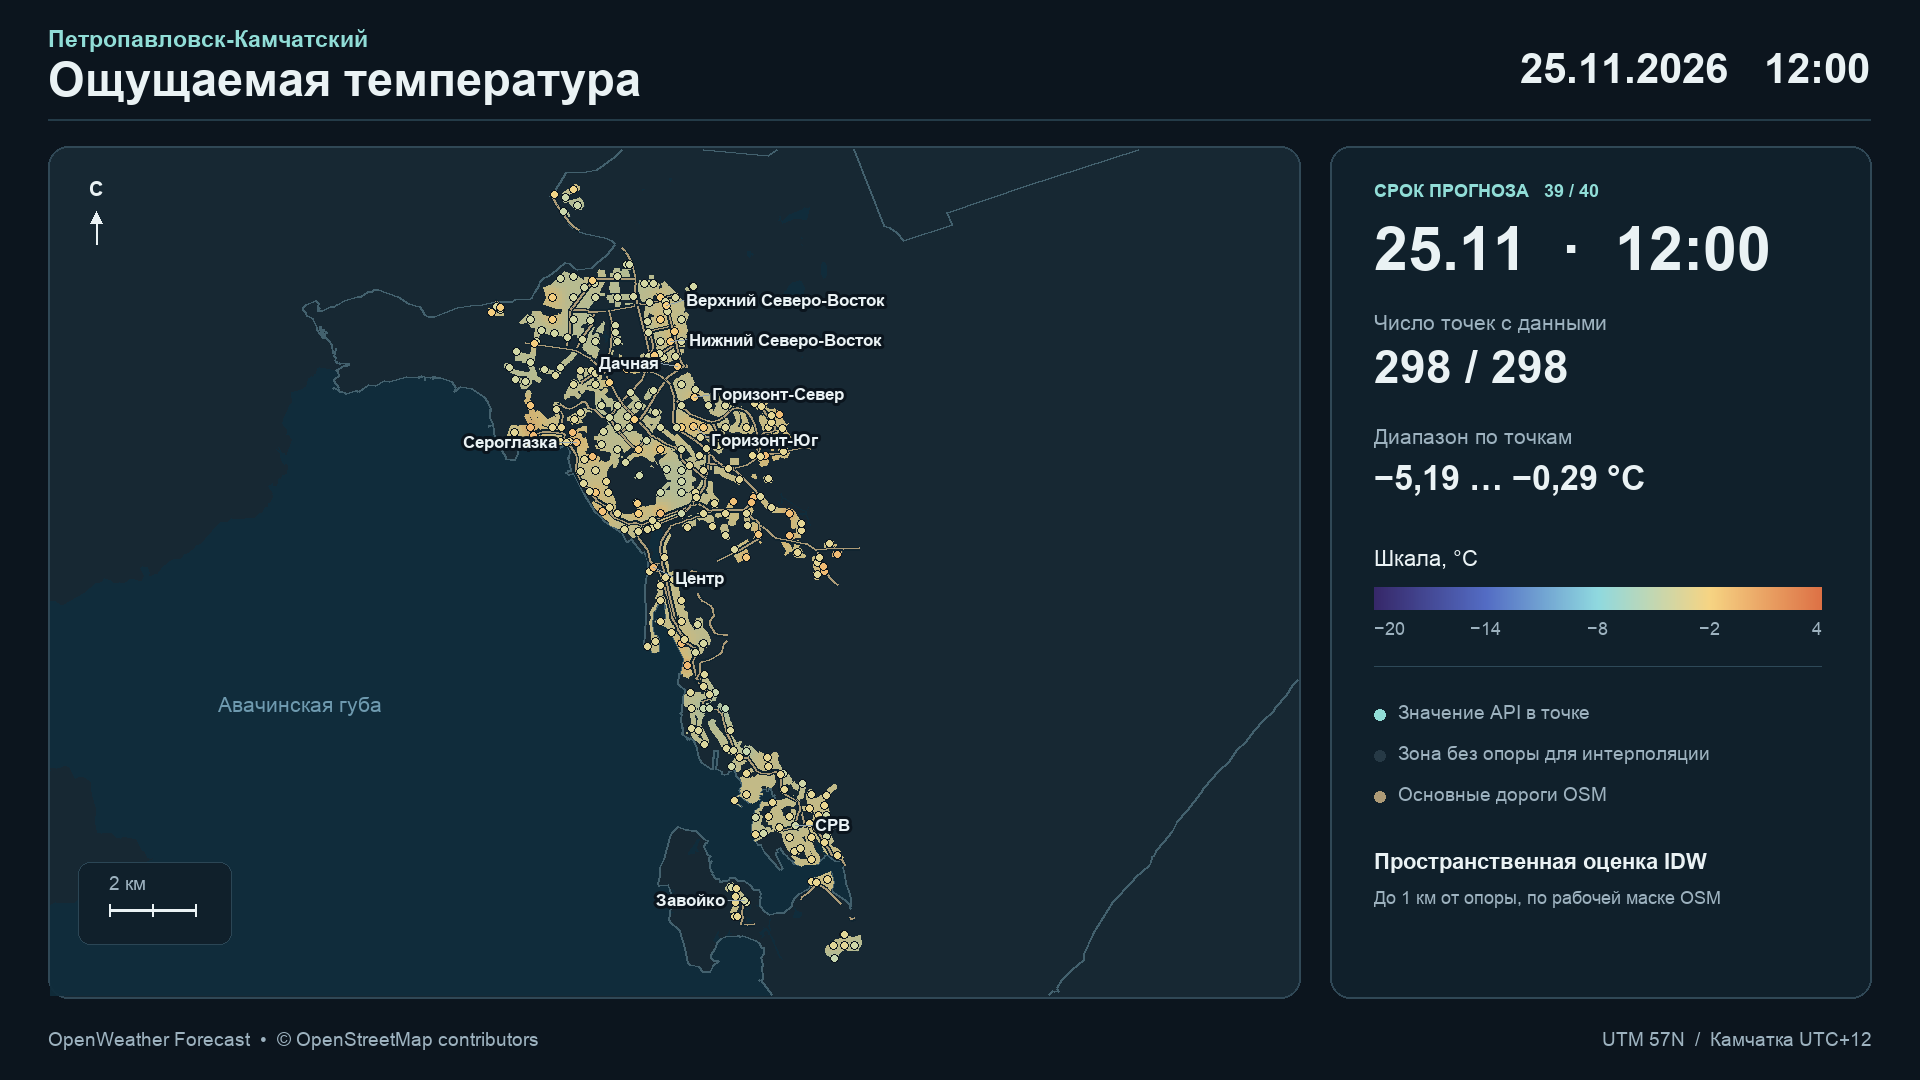 Петропавловск-Камчатский
Ощущаемая температура
25.11.2026 12:00
С
Верхний Северо-Восток
Нижний Северо-Восток
Дачная
Горизонт-Север
Сероглазка
Горизонт-Юг
Центр
Авачинская губа
СРВ
Завойко
2 км
СРОК ПРОГНОЗА 39 / 40
25.11 · 12:00
Число точек с данными
298 / 298
Диапазон по точкам
−5,19 … −0,29 °C
Шкала, °C
−20 −14 −8 −2 4
Значение API в точке
Зона без опоры для интерполяции
Основные дороги OSM
Пространственная оценка IDW
До 1 км от опоры, по рабочей маске OSM
OpenWeather Forecast • © OpenStreetMap contributors
UTM 57N / Камчатка UTC+12